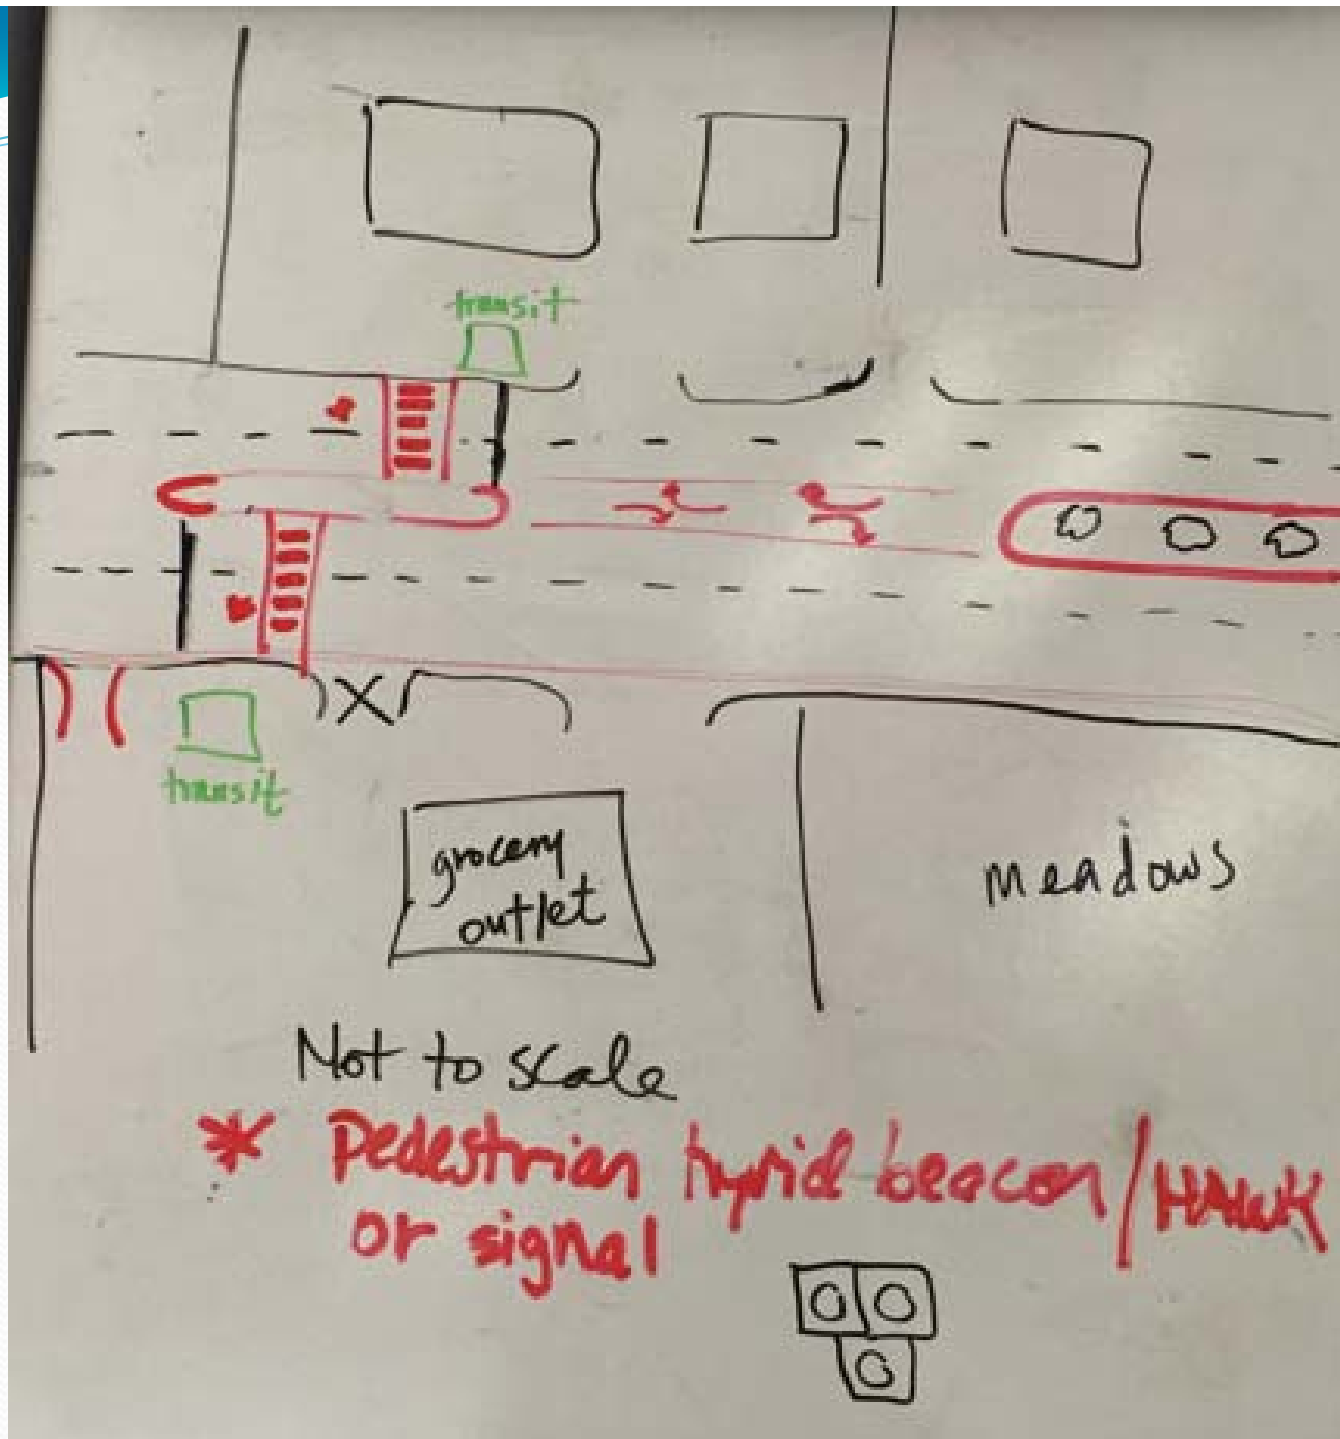 transit
transit
grocery
outlet
meadows
Not to scale
* Pedestrian hybrid beacon/HAWK
or signal